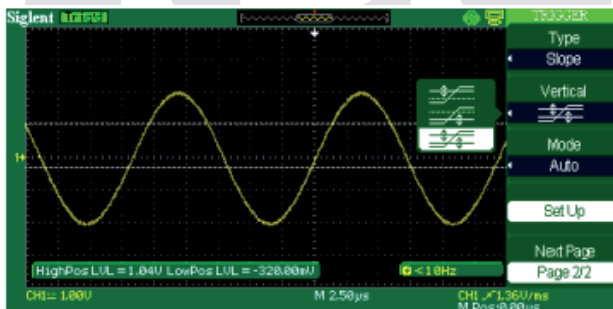 Siglent
TRIGGER
Type
Slope
Vertical
Mode
Auto
Set Up
Next Page
Page 2/2
1
HighPos LVL = 1.04V LowPos LVL = -320.00mV
<10Hz
CH1= 1.00V
M 2.50µs
CH1 1.36V/ms
M Pos:0.00µs